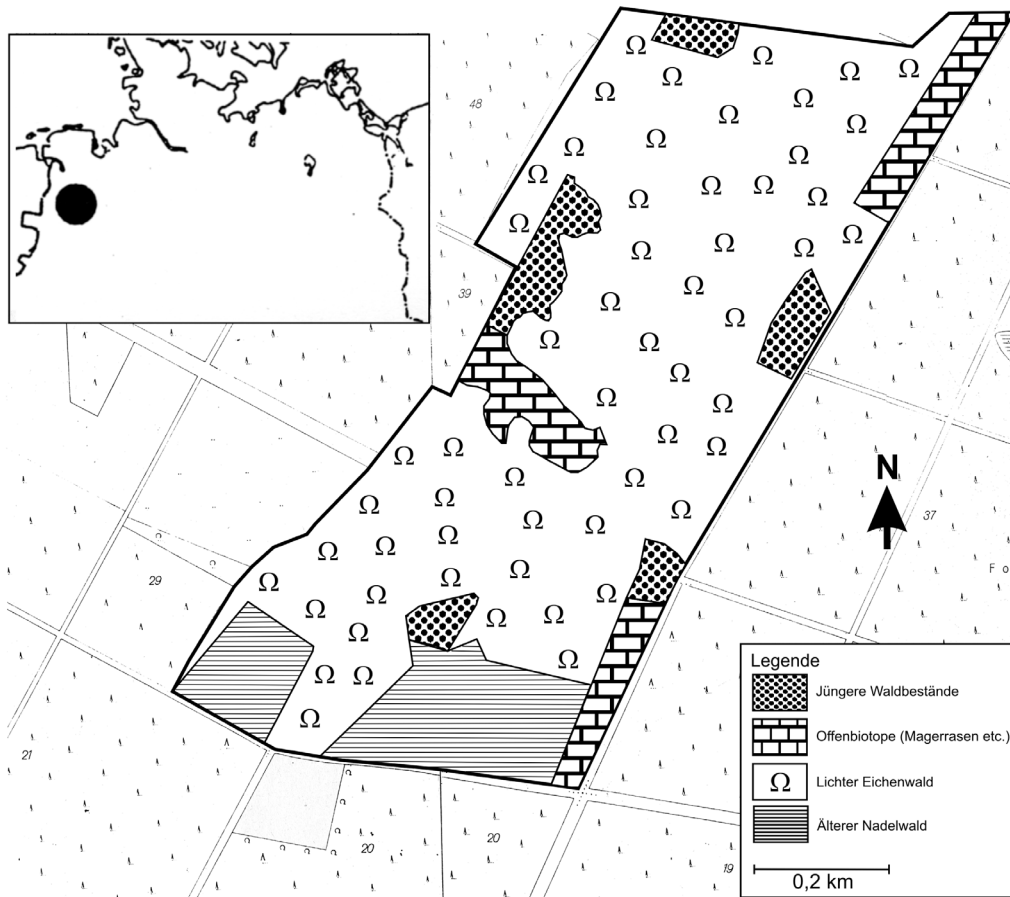 48
39
N
37
Fo
29
21
20
20
19
Legende
Jüngere Waldbestände
Offenbiotope (Magerrasen etc.)
Ω Lichter Eichenwald
Älterer Nadelwald
0,2 km